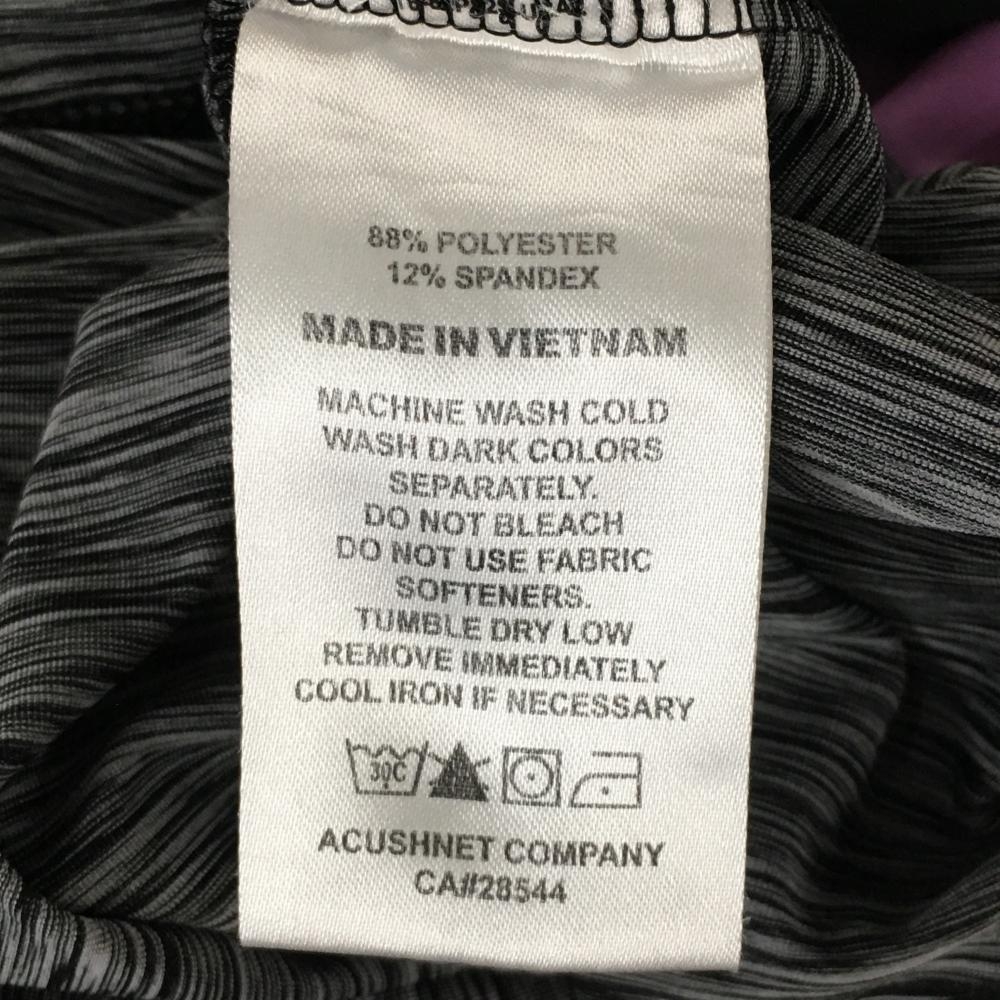 88% POLYESTER
12% SPANDEX
MADE IN VIETNAM
MACHINE WASH COLD
WASH DARK COLORS
SEPARATELY.
DO NOT BLEACH
DO NOT USE FABRIC
SOFTENERS.
TUMBLE DRY LOW
REMOVE IMMEDIATELY
COOL IRON IF NECESSARY
30C
ACUSHNET COMPANY
CA#28544